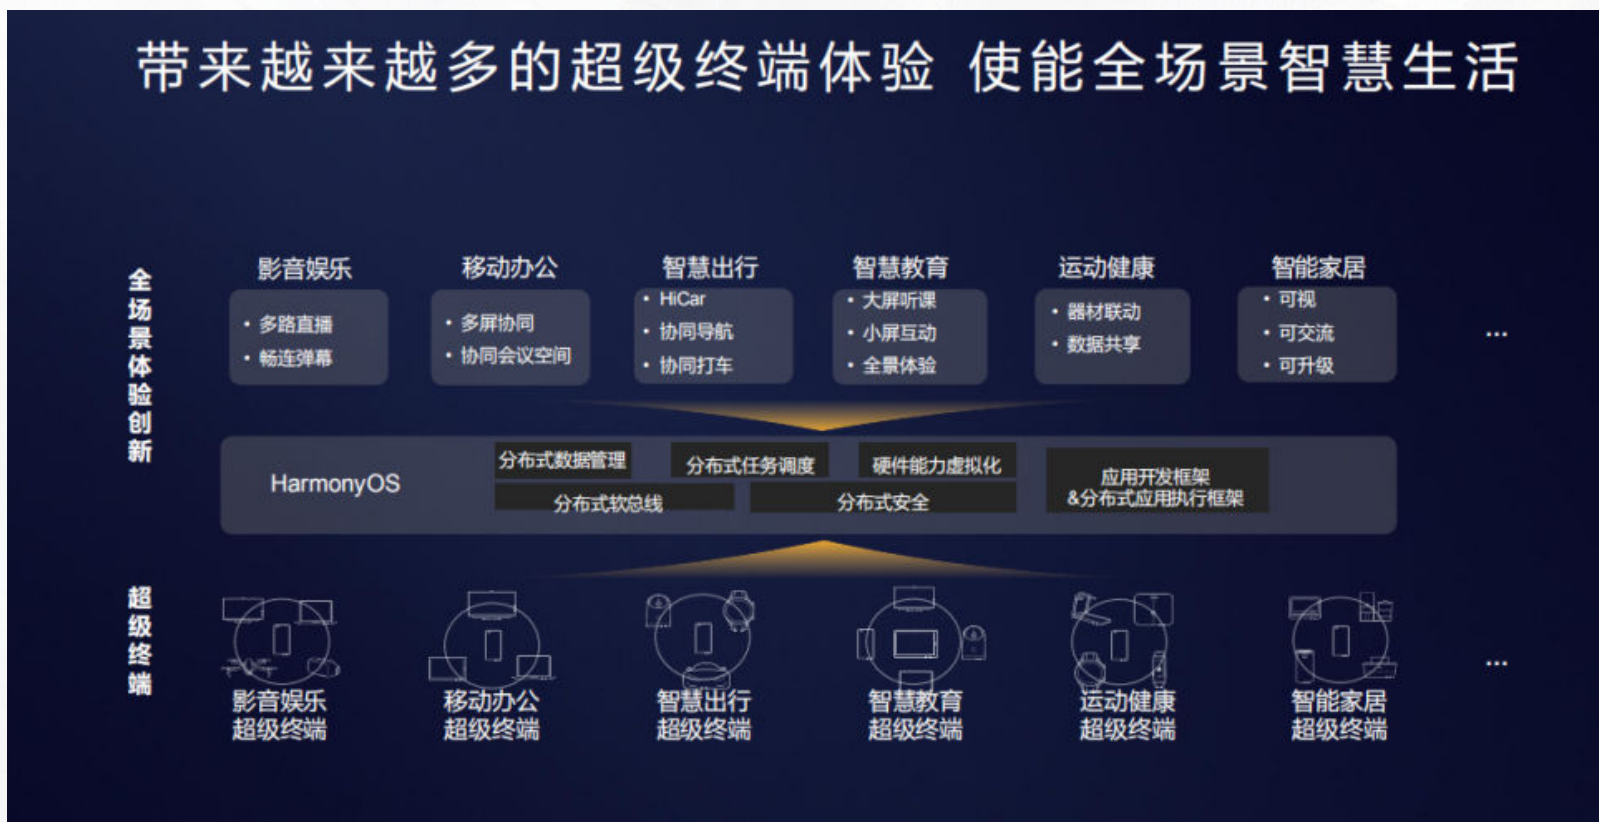 带来越来越多的超级终端体验 使能全场景智慧生活
全场景体验创新
影音娱乐
• 多路直播
• 畅连弹幕
移动办公
• 多屏协同
• 协同会议空间
智慧出行
• HiCar
• 协同导航
• 协同打车
智慧教育
• 大屏听课
• 小屏互动
• 全景体验
运动健康
• 器材联动
• 数据共享
智能家居
• 可视
• 可交流
• 可升级
...
HarmonyOS
分布式数据管理
分布式任务调度
硬件能力虚拟化
分布式软总线
分布式安全
应用开发框架
&分布式应用执行框架
超级终端
影音娱乐
超级终端
移动办公
超级终端
智慧出行
超级终端
智慧教育
超级终端
运动健康
超级终端
智能家居
超级终端
...